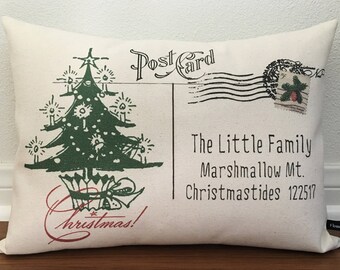 Post Card
Christmas!
The Little Family
Marshmallow Mt.
Christmastides 122517